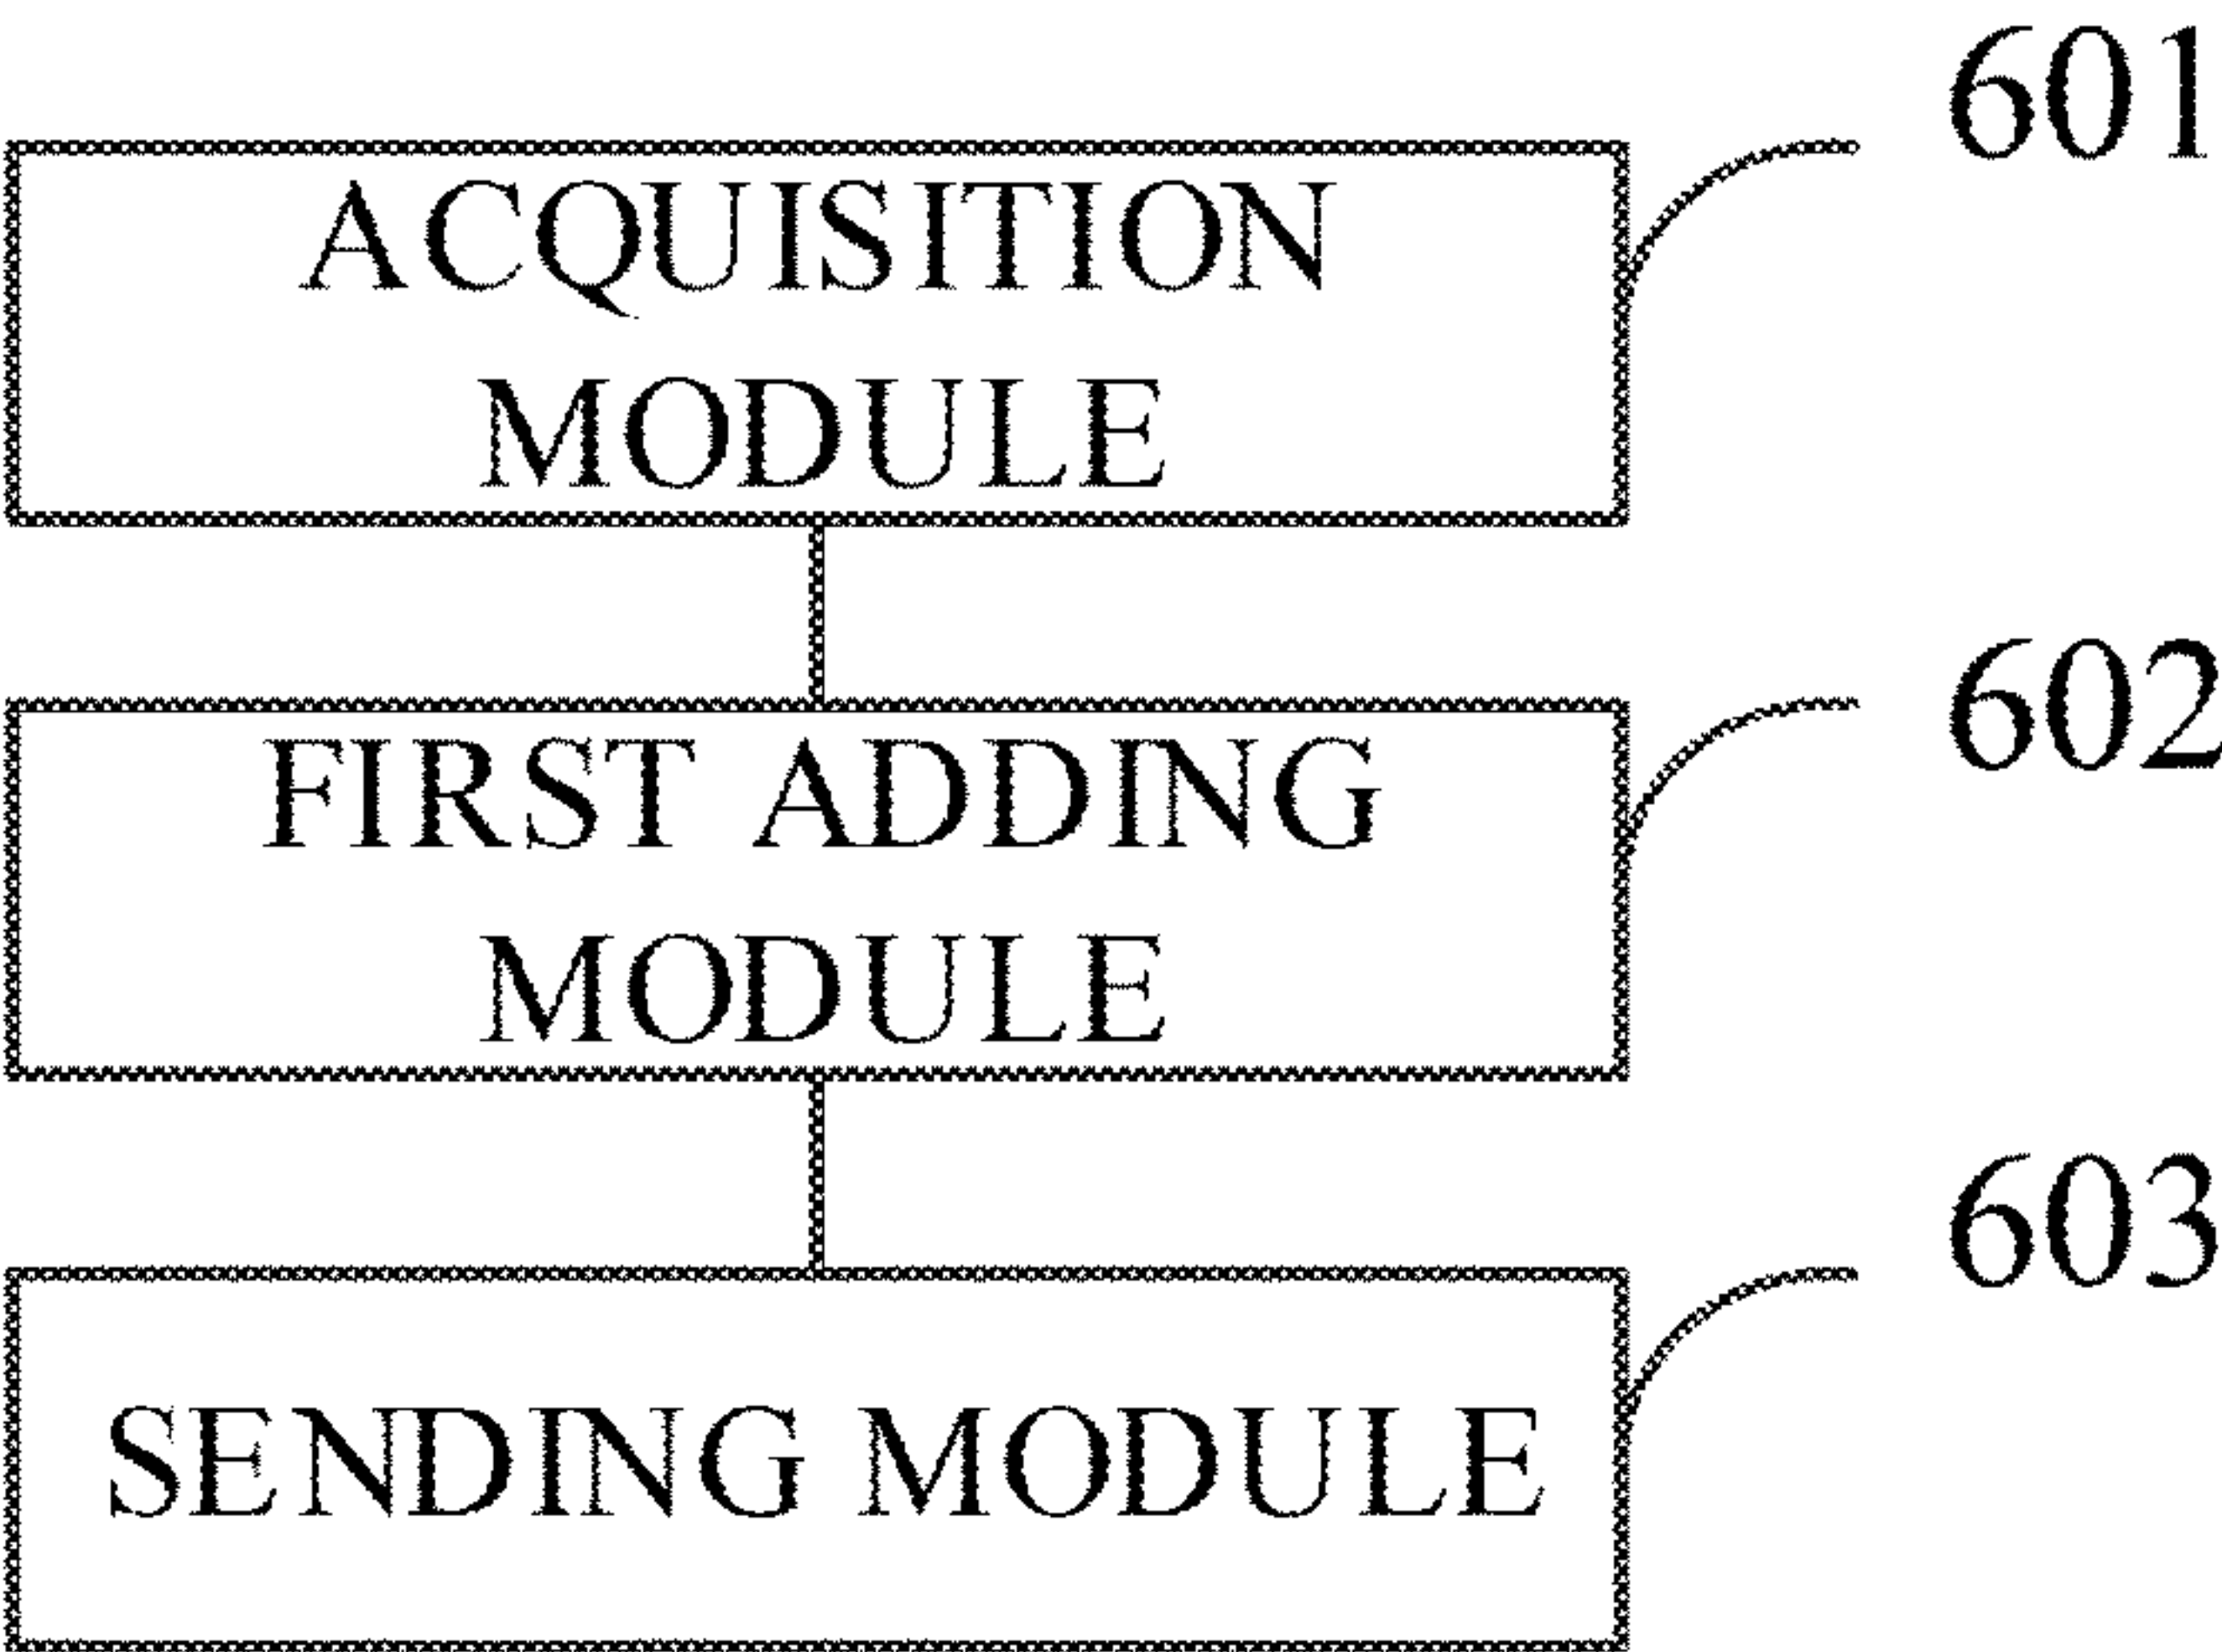 601
ACQUISITION
MODULE
602
FIRST ADDING
MODULE
603
SENDING MODULE